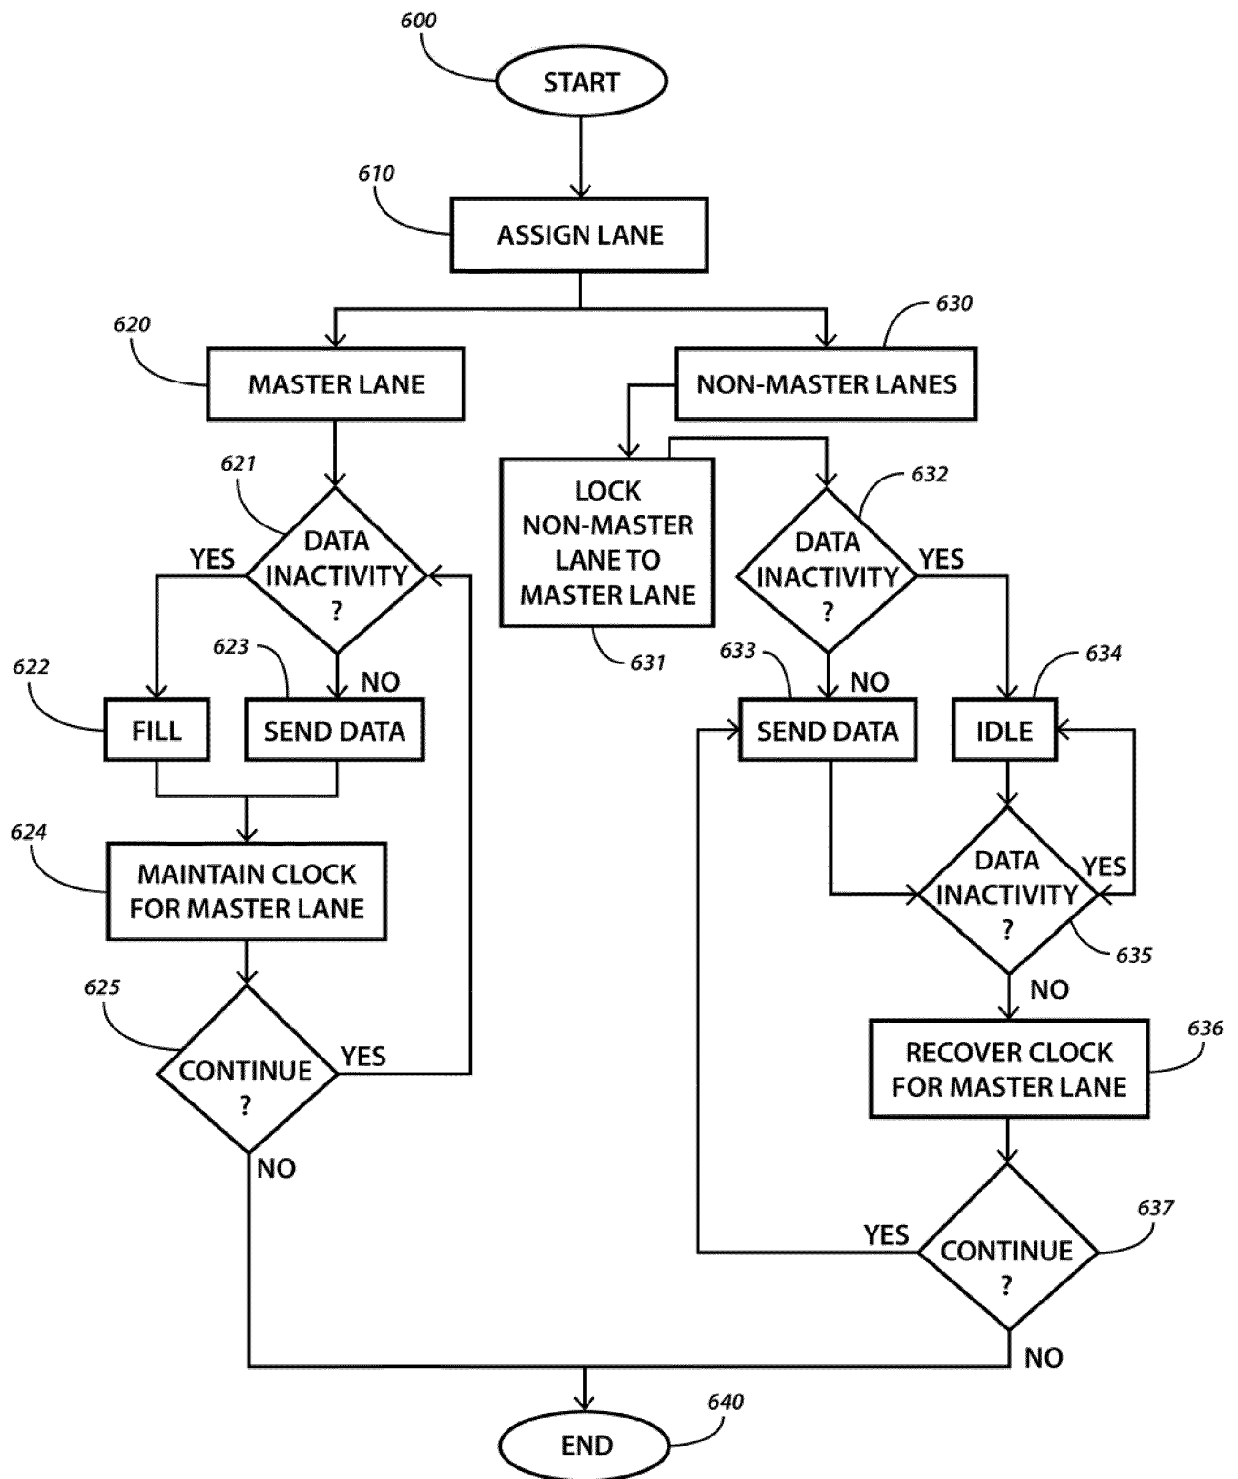 600
START
610
ASSIGN LANE
620
MASTER LANE
630
NON-MASTER LANES
621
DATA
INACTIVITY
?
YES
NO
622
FILL
623
SEND DATA
624
MAINTAIN CLOCK
FOR MASTER LANE
625
CONTINUE
?
YES
NO
LOCK
NON-MASTER
LANE TO
MASTER LANE
631
632
DATA
INACTIVITY
?
YES
NO
633
SEND DATA
634
IDLE
DATA
INACTIVITY
?
YES
635
NO
636
RECOVER CLOCK
FOR MASTER LANE
637
CONTINUE
?
YES
NO
640
END